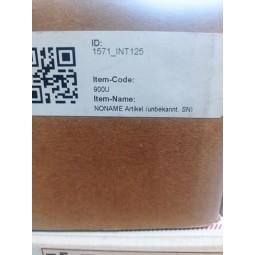 ID:
1571_INT125
Item-Code:
900U
Item-Name:
NONAME Artikel (unbekannt. SN)